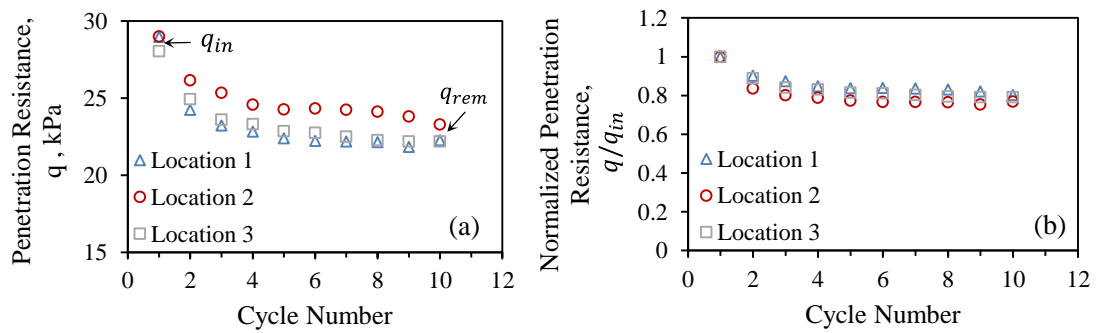 Penetration Resistance,
q , kPa
30
25
20
15
q_in
q_rem
Location 1
Location 2
Location 3
(a)
0 2 4 6 8 10 12
Cycle Number
Normalized Penetration
Resistance,
q/q_in
1.2
1
0.8
0.6
0.4
0.2
0
Location 1
Location 2
Location 3
(b)
0 2 4 6 8 10 12
Cycle Number